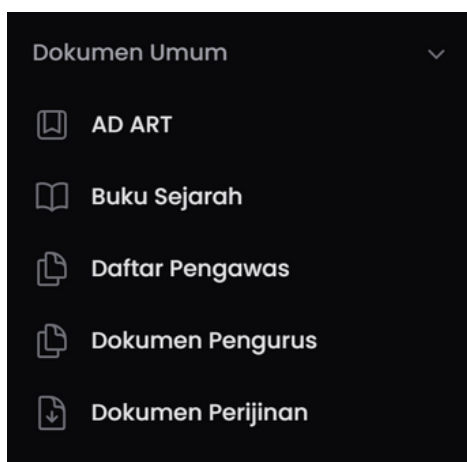 Dokumen Umum
AD ART
Buku Sejarah
Daftar Pengawas
Dokumen Pengurus
Dokumen Perijinan